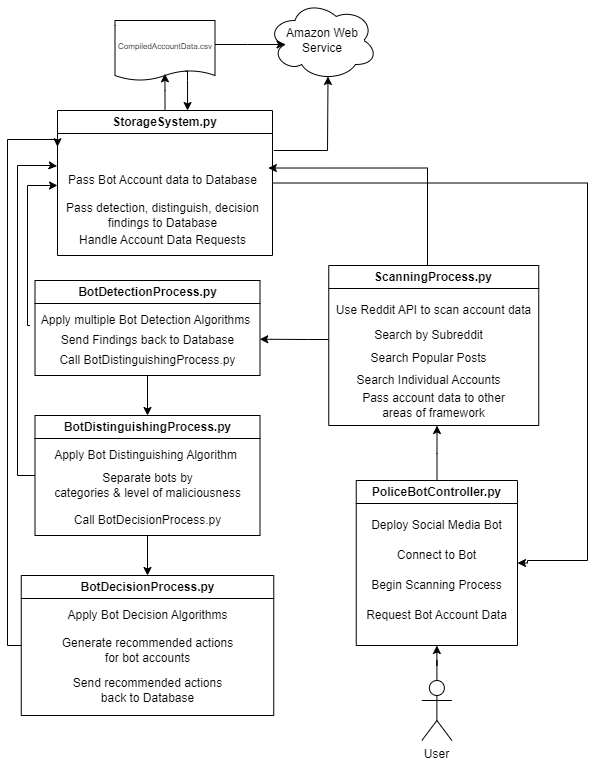 CompiledAccountData.csv
Amazon Web
Service
StorageSystem.py
Pass Bot Account data to Database
Pass detection, distinguish, decision
findings to Database
Handle Account Data Requests
BotDetectionProcess.py
Apply multiple Bot Detection Algorithms
Send Findings back to Database
Call BotDistinguishingProcess.py
ScanningProcess.py
Use Reddit API to scan account data
Search by Subreddit
Search Popular Posts
Search Individual Accounts
Pass account data to other
areas of framework
BotDistinguishingProcess.py
Apply Bot Distinguishing Algorithm
Separate bots by
categories & level of maliciousness
Call BotDecisionProcess.py
PoliceBotController.py
Deploy Social Media Bot
Connect to Bot
Begin Scanning Process
Request Bot Account Data
BotDecisionProcess.py
Apply Bot Decision Algorithms
Generate recommended actions
for bot accounts
Send recommended actions
back to Database
User